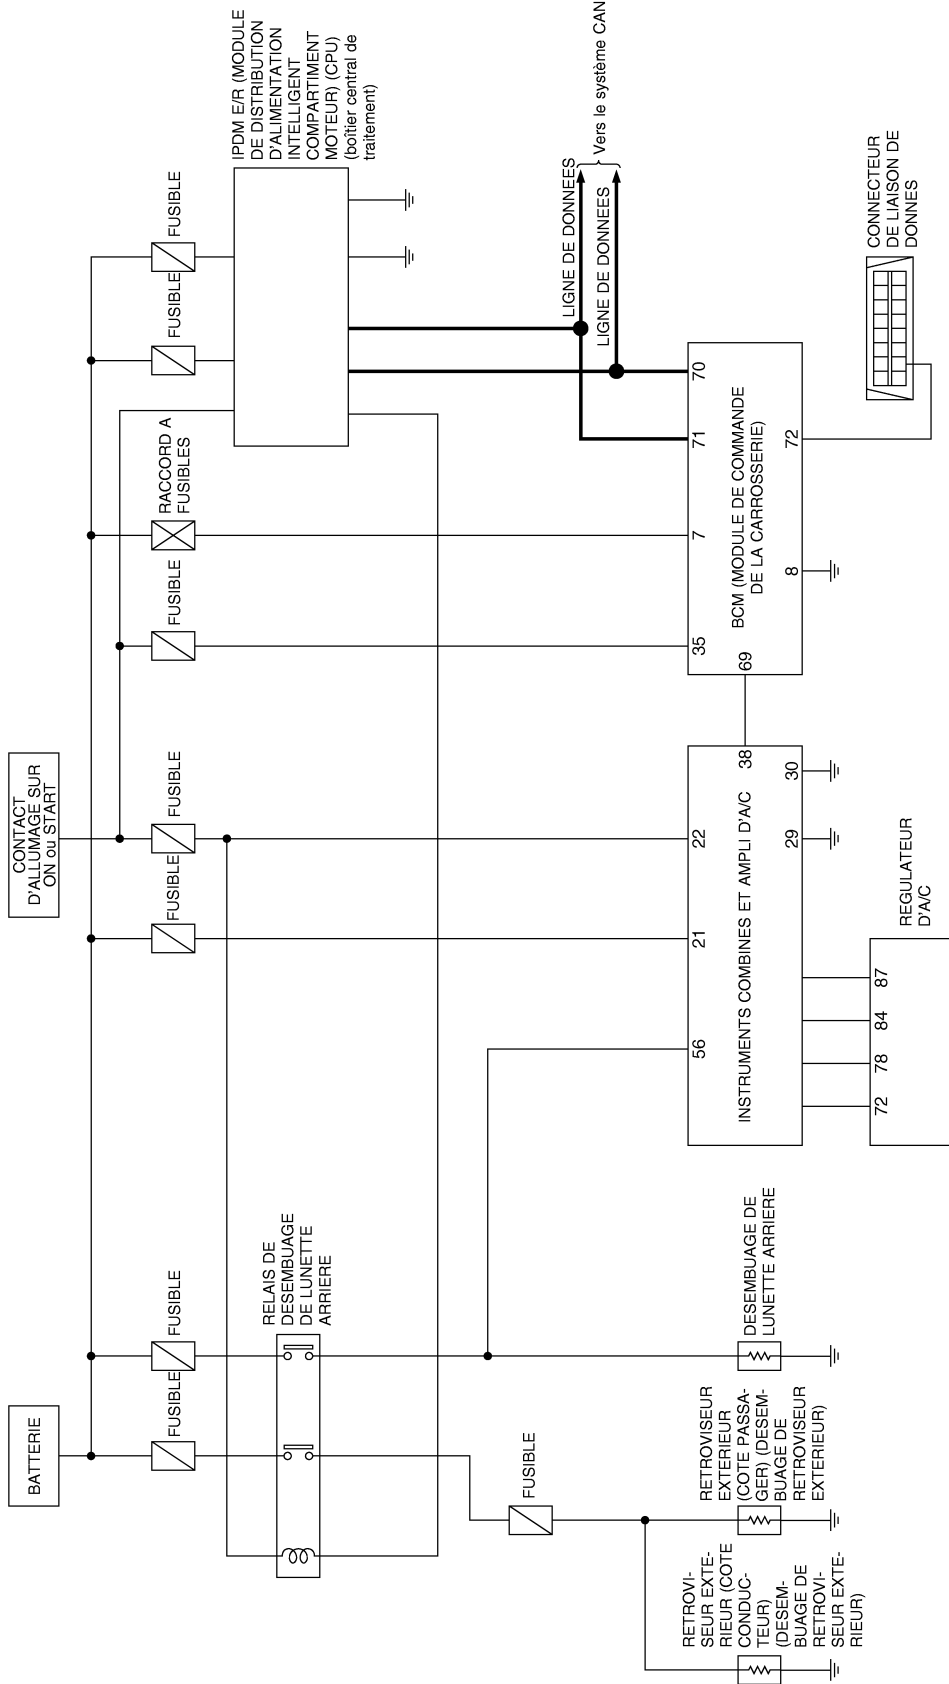 BATTERIE
CONTACT
D'ALLUMAGE SUR
ON ou START
FUSIBLE
FUSIBLE
FUSIBLE
FUSIBLE
FUSIBLE
RACCORD A
FUSIBLES
FUSIBLE
FUSIBLE
RELAIS DE
DESEMBUAGE
DE LUNETTE
ARRIERE
IPDM E/R (MODULE
DE DISTRIBUTION
D'ALIMENTATION
INTELLIGENT
COMPARTIMENT
MOTEUR) (CPU)
(boîtier central de
traitement)
FUSIBLE
LIGNE DE DONNEES
LIGNE DE DONNEES
Vers le système CAN
56
21
22
38
INSTRUMENTS COMBINES ET AMPLI D'A/C
29
30
35
7
71
70
69
BCM (MODULE DE COMMANDE
DE LA CARROSSERIE)
8
72
RETROVI-
SEUR EXTE-
RIEUR (COTE
CONDUC-
TEUR)
(DESEM-
BUAGE DE
RETROVI-
SEUR EXTE-
RIEUR)
RETROVISEUR
EXTERIEUR
(COTE PASSA-
GER) (DESEM-
BUAGE DE
RETROVISEUR
EXTERIEUR)
DESEMBUAGE DE
LUNETTE ARRIERE
72
78
84
87
REGULATEUR
D'A/C
CONNECTEUR
DE LIAISON DE
DONNES